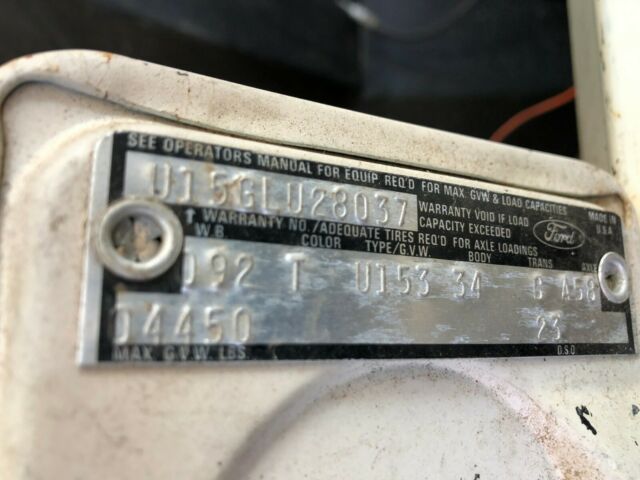 SEE OPERATORS MANUAL FOR EQUIP. REQ'D FOR MAX. GVW & LOAD CAPACITIES
U15GLU28037
WARRANTY VOID IF LOAD
CAPACITY EXCEEDED
Ford
MADE IN
U.S.A
† WARRANTY NO./ADEQUATE TIRES REQ'D FOR AXLE LOADINGS
W.B. COLOR TYPE/G.V.W. BODY TRANS
092 T U153 34 G A58
04450 23
MAX. G.V.W. LBS. D.S.O